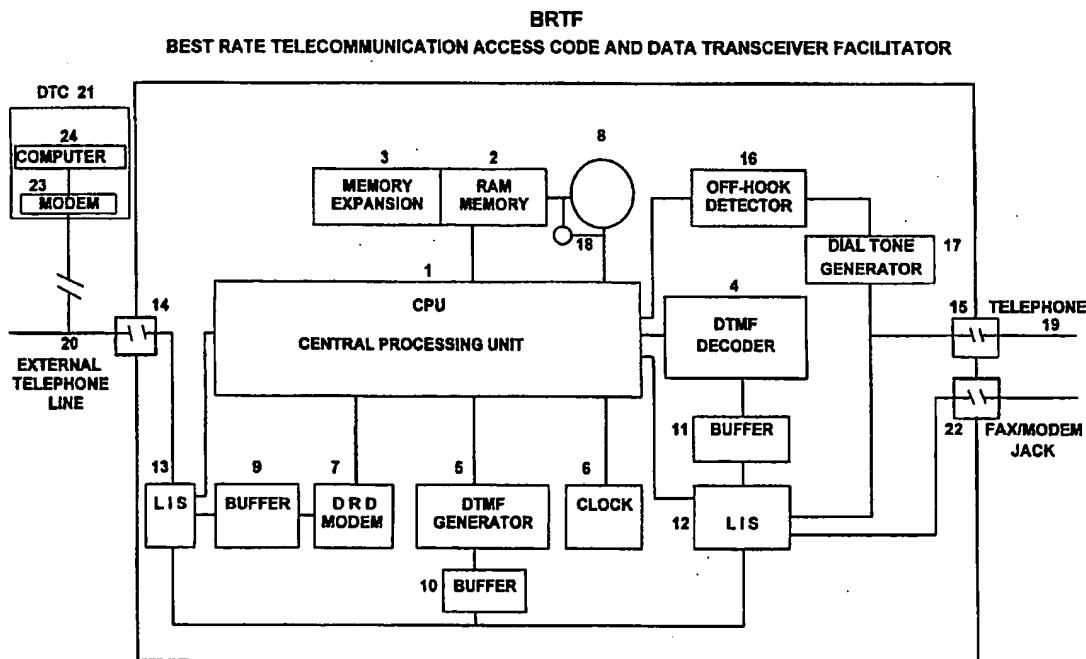 BRTF
BEST RATE TELECOMMUNICATION ACCESS CODE AND DATA TRANSCEIVER FACILITATOR
DTC 21
24
COMPUTER
23
MODEM
3
MEMORY
EXPANSION
2
RAM
MEMORY
8
18
16
OFF-HOOK
DETECTOR
DIAL TONE
GENERATOR
17
1
CPU
CENTRAL PROCESSING UNIT
4
DTMF
DECODER
14
20
EXTERNAL
TELEPHONE
LINE
15
TELEPHONE
19
11
BUFFER
22
FAX/MODEM
JACK
13
LIS
9
BUFFER
7
DRD
MODEM
5
DTMF
GENERATOR
6
CLOCK
12
LIS
10
BUFFER